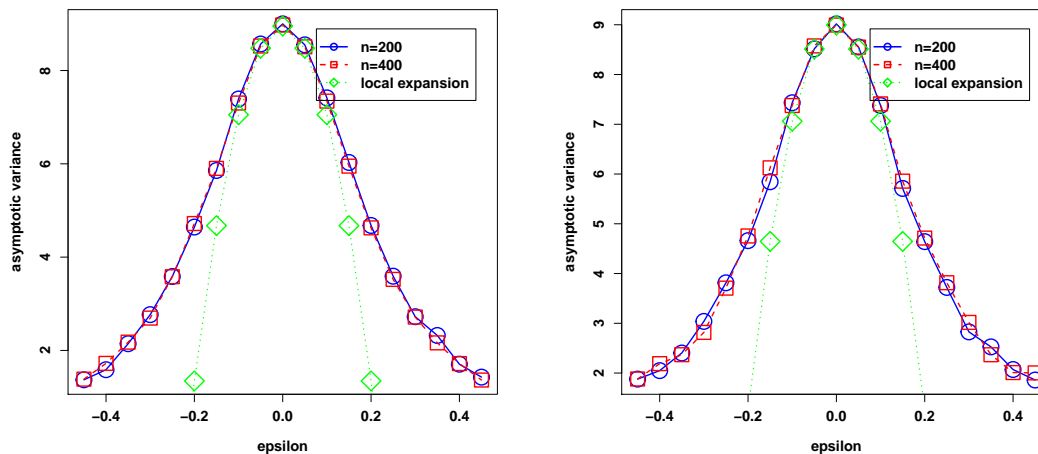 n=200
n=400
local expansion
asymptotic variance
8
6
4
2
−0.4 −0.2 0.0 0.2 0.4
epsilon
n=200
n=400
local expansion
asymptotic variance
9
8
7
6
5
4
3
2
−0.4 −0.2 0.0 0.2 0.4
epsilon